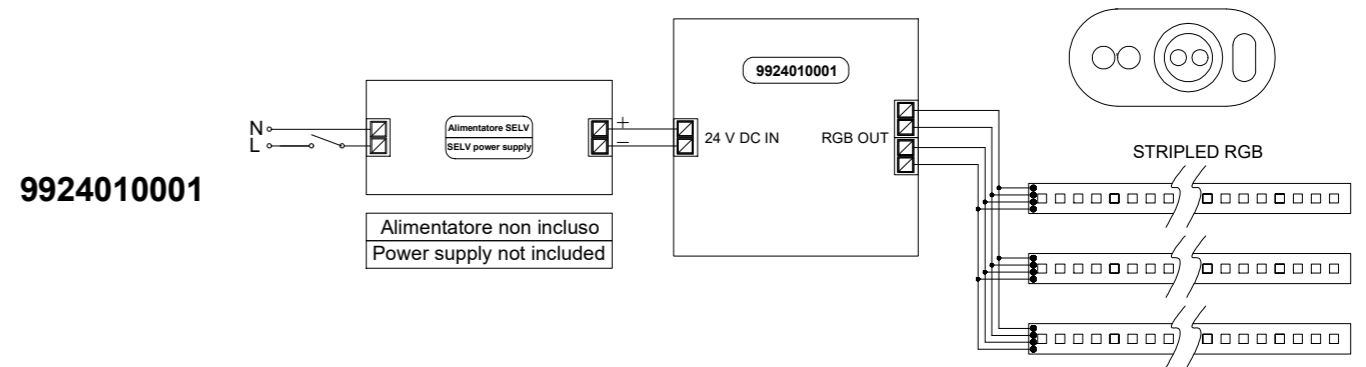 9924010001
N
L
Alimentatore SELV
SELV power supply
+
−
Alimentatore non incluso
Power supply not included
9924010001
24 V DC IN
RGB OUT
STRIPLED RGB